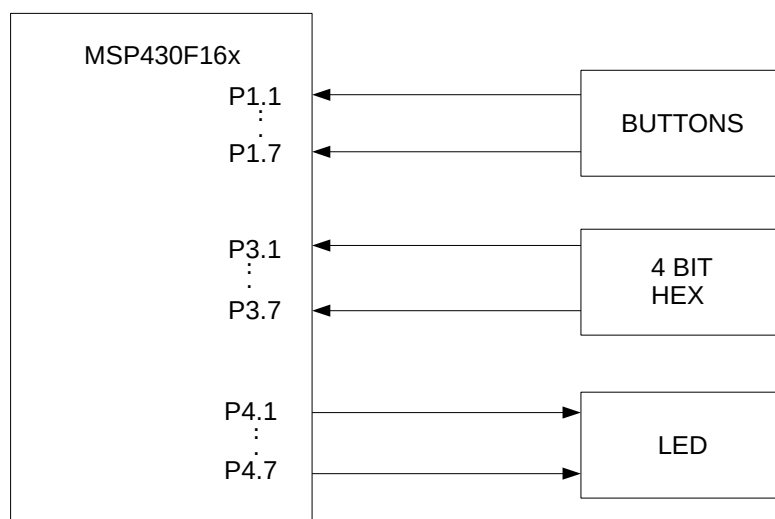 MSP430F16x
P1.1
P1.7
BUTTONS
P3.1
P3.7
4 BIT
HEX
P4.1
P4.7
LED